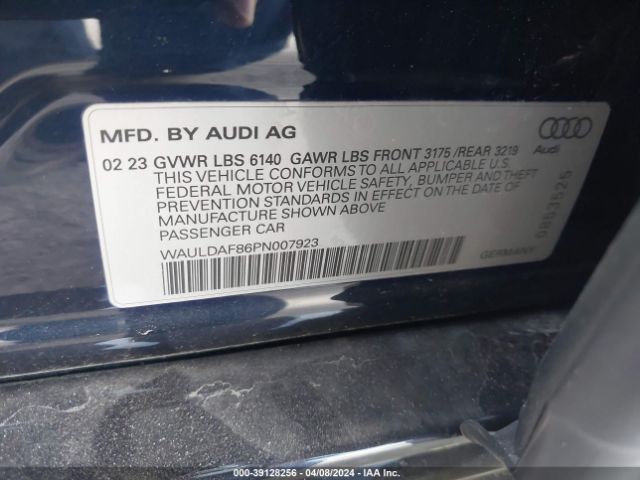 MFD. BY AUDI AG
Audi
02 23 GVWR LBS 6140 GAWR LBS FRONT 3175 /REAR 3219
THIS VEHICLE CONFORMS TO ALL APPLICABLE U.S.
FEDERAL MOTOR VEHICLE SAFETY, BUMPER AND THEFT
PREVENTION STANDARDS IN EFFECT ON THE DATE OF
MANUFACTURE SHOWN ABOVE
PASSENGER CAR
WAULDAF86PN007923
GERMANY
000-39128256 - 04/08/2024 - IAA Inc.